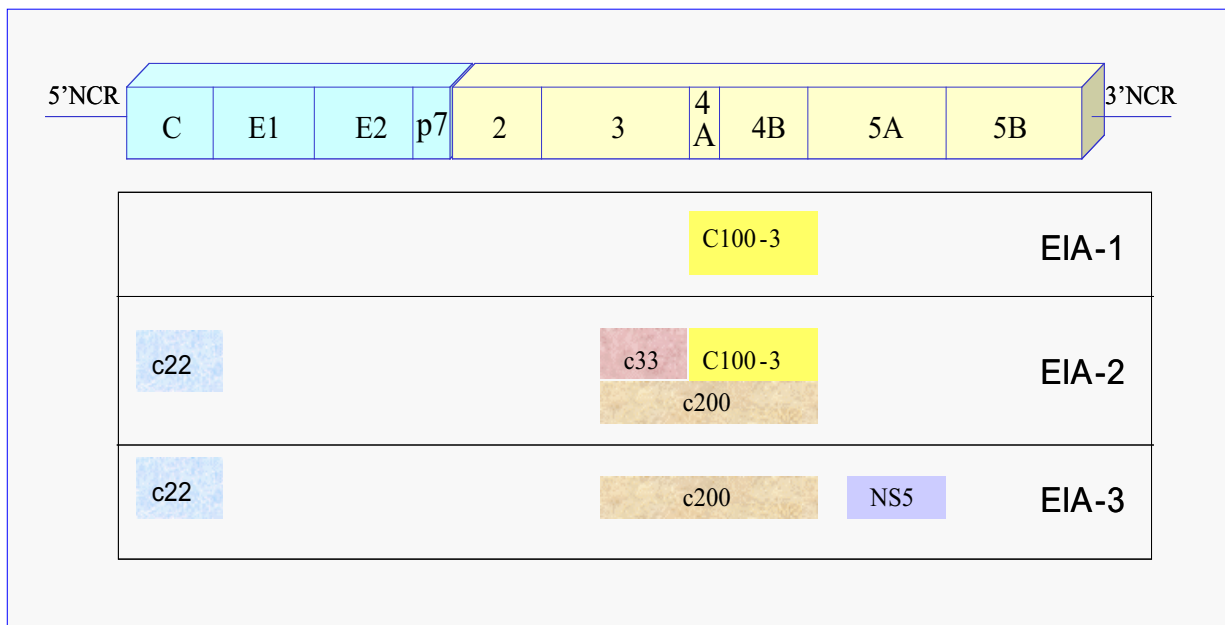 5'NCR C E1 E2 p7 2 3 4A 4B 5A 5B 3'NCR
C100-3 EIA-1
c22 c33 C100-3 EIA-2
c200
c22 c200 NS5 EIA-3